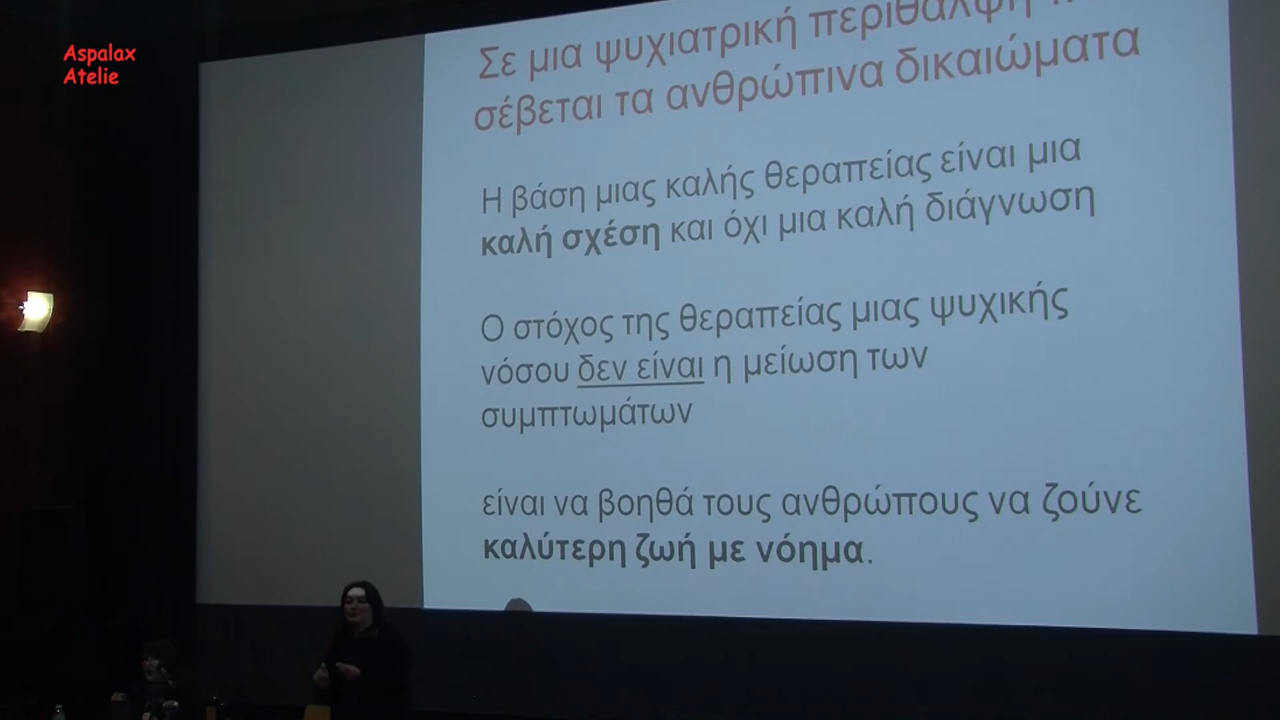 Aspalax
Atelie
Σε μια ψυχιατρική περίθαλψη
σέβεται τα ανθρώπινα δικαιώματα
Η βάση μιας καλής θεραπείας είναι μια
καλή σχέση και όχι μια καλή διάγνωση
Ο στόχος της θεραπείας μιας ψυχικής
νόσου δεν είναι η μείωση των
συμπτωμάτων
είναι να βοηθά τους ανθρώπους να ζούνε
καλύτερη ζωή με νόημα.